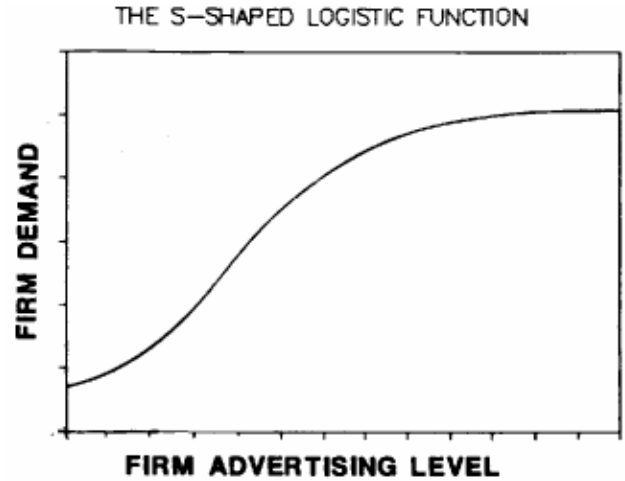 THE S-SHAPED LOGISTIC FUNCTION
FIRM DEMAND
FIRM ADVERTISING LEVEL